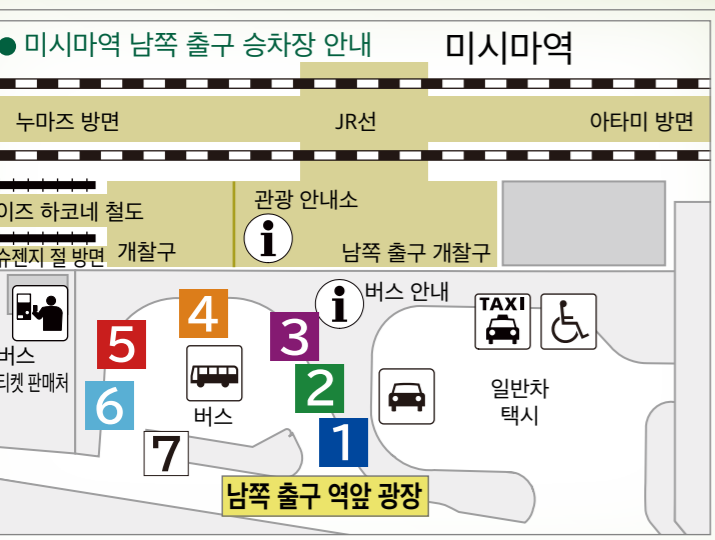 미시마역 남쪽 출구 승차장 안내
미시마역
누마즈 방면
JR선
아타미 방면
이즈 하코네 철도
관광 안내소
슈젠지 절 방면
개찰구
남쪽 출구 개찰구
버스 안내
TAXI
버스
티켓 판매처
5
4
3
2
1
6
7
버스
일반차
택시
남쪽 출구 역앞 광장